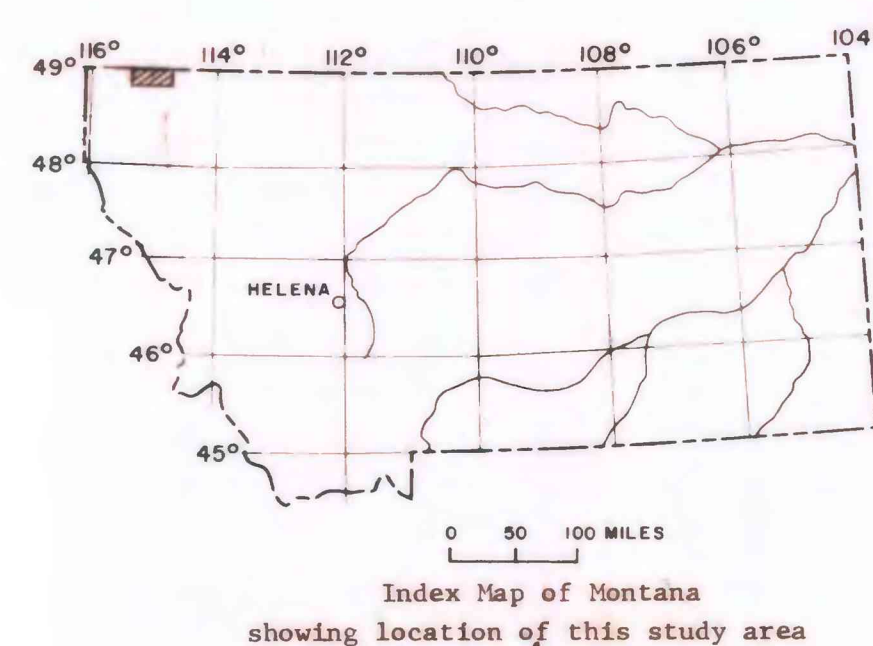 116° 114° 112° 110° 108° 106° 104
49°
48°
47°
HELENA
46°
45°
0 50 100 MILES
Index Map of Montana
showing location of this study area